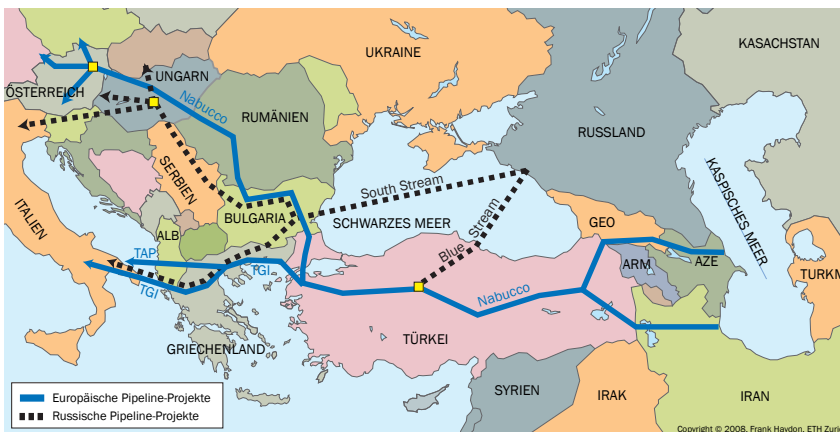 UKRAINE
KASACHSTAN
UNGARN
ÖSTERREICH
Nabucco
RUMÄNIEN
RUSSLAND
SERBIEN
KASPISCHES MEER
South Stream
ITALIEN
BULGARIA
SCHWARZES MEER
GEO
ALB
Blue Stream
TAP
TGI
ARM
AZE
TURKM
TGI
Nabucco
TÜRKEI
GRIECHENLAND
SYRIEN
IRAK
IRAN
Europäische Pipeline-Projekte
Russische Pipeline-Projekte
Copyright © 2008, Frank Haydon, ETH Zuri